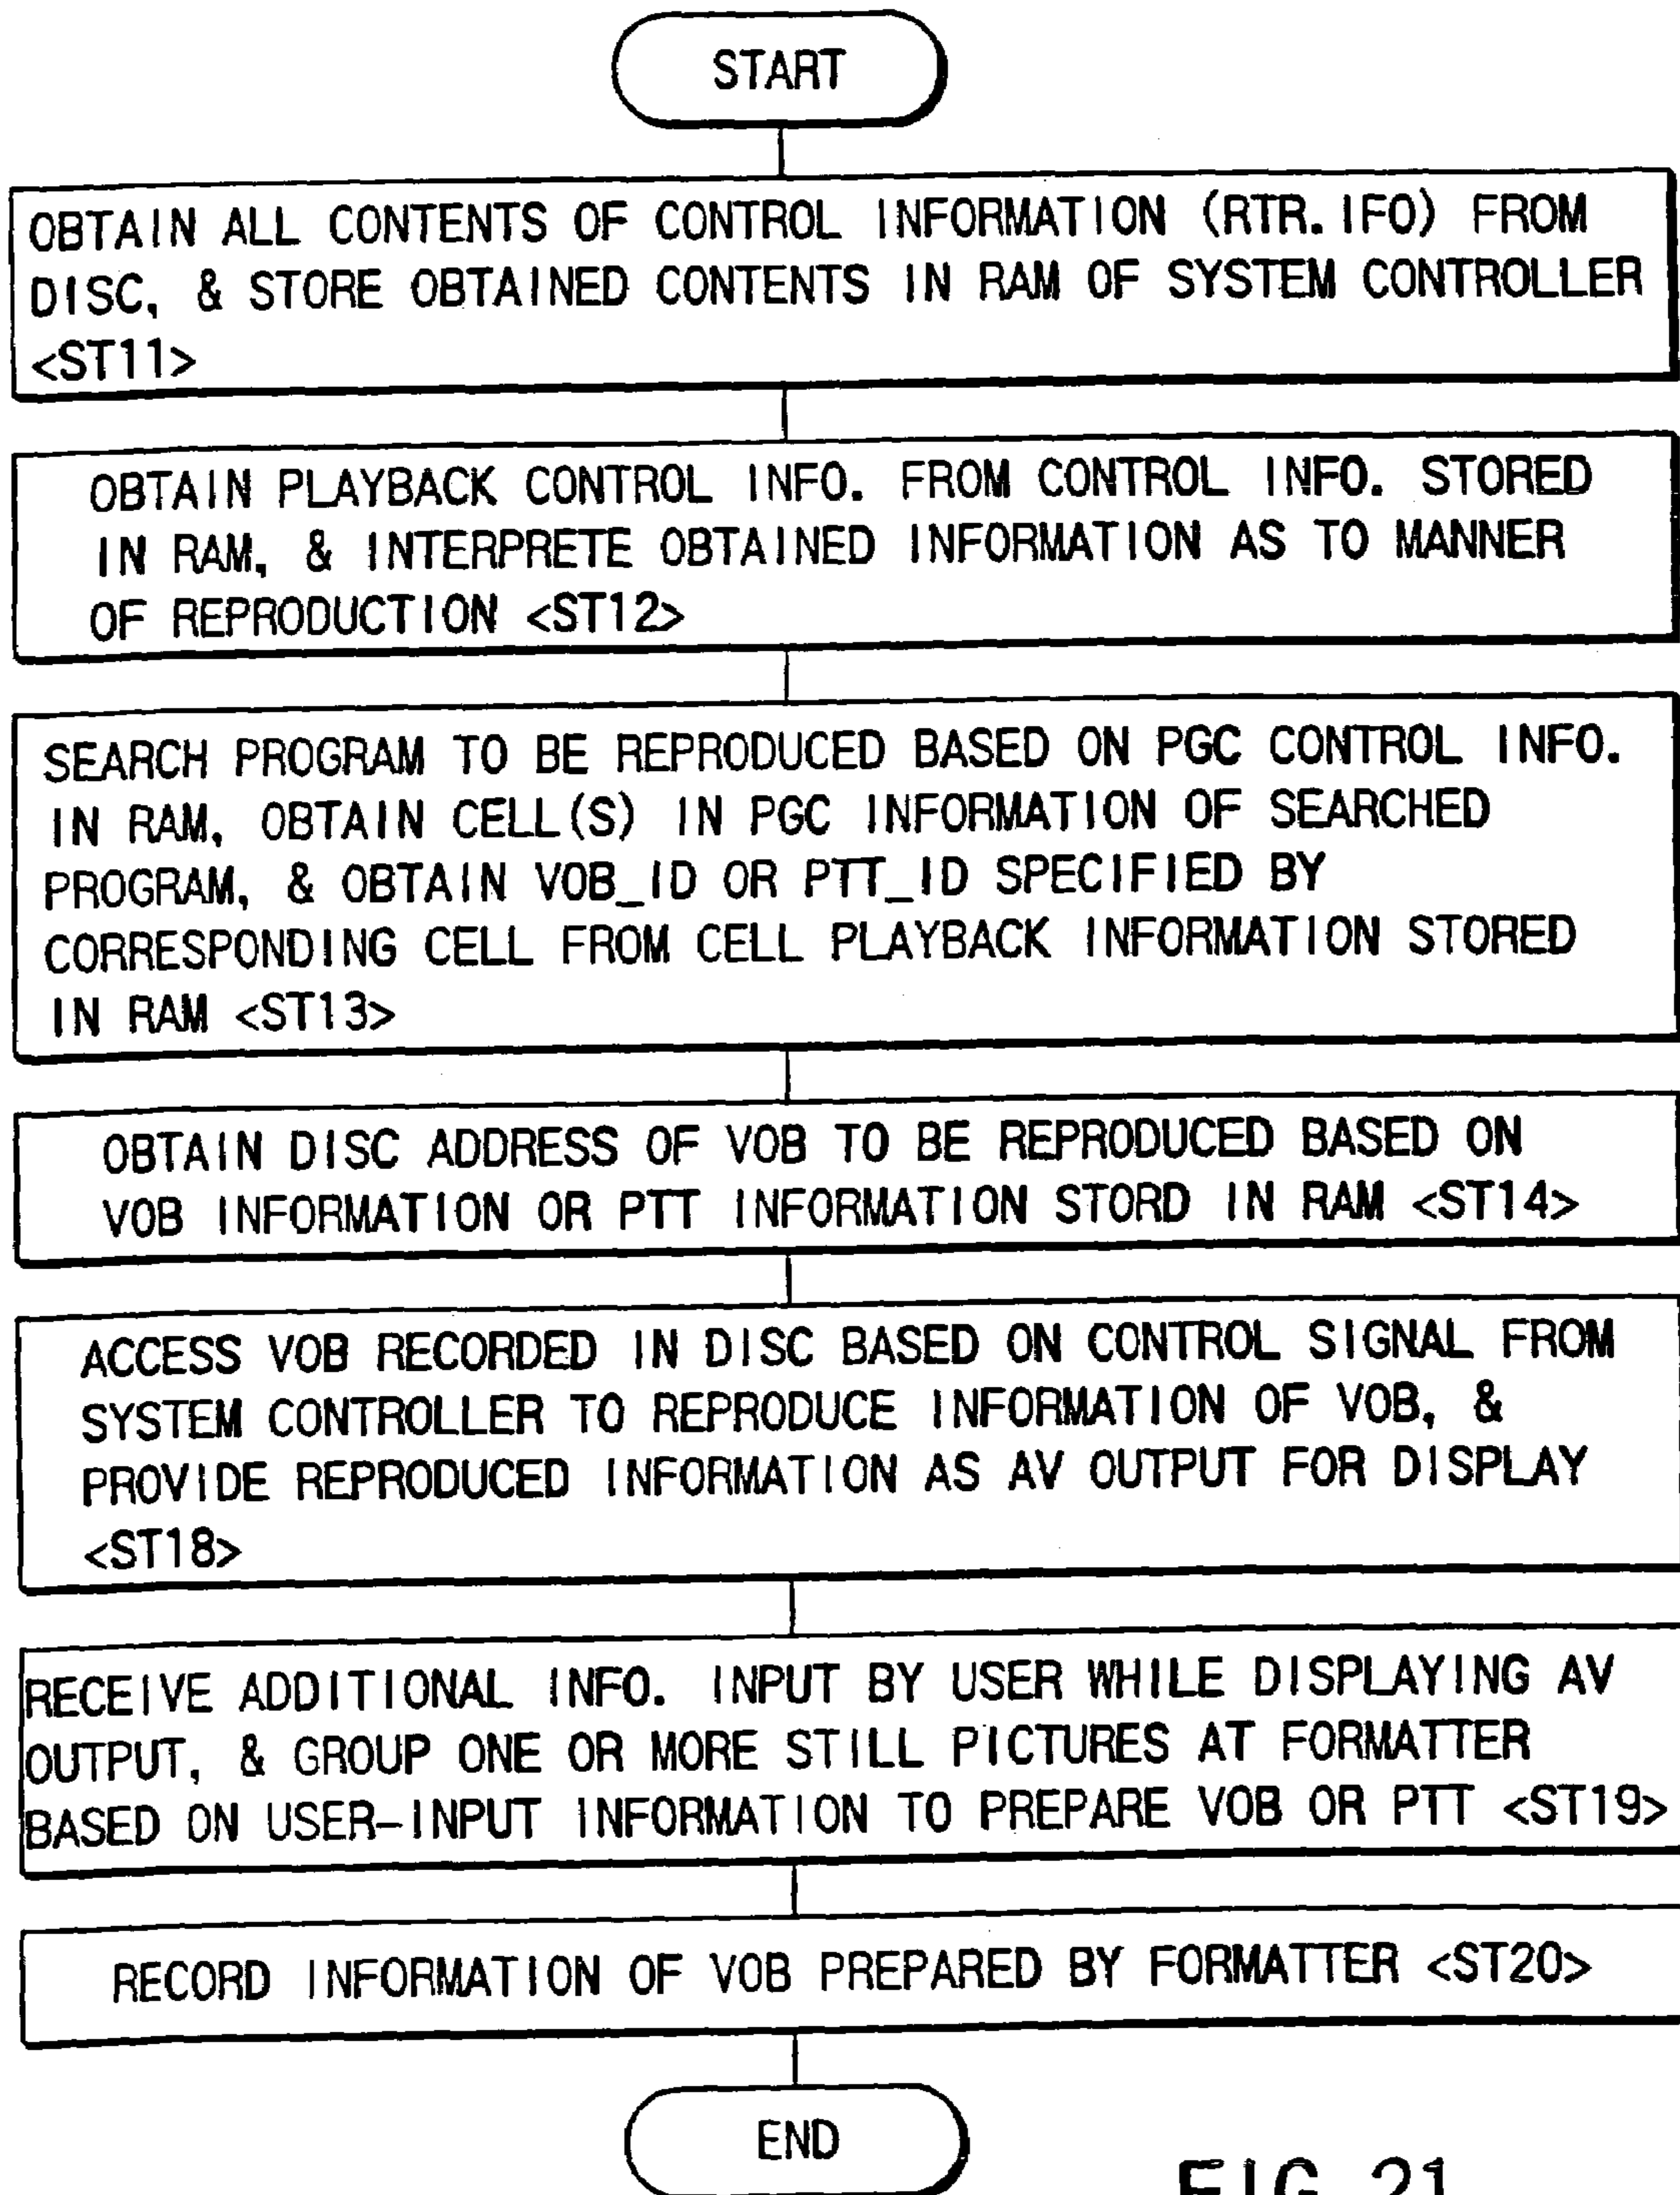 START
OBTAIN ALL CONTENTS OF CONTROL INFORMATION (RTR.IFO) FROM
DISC, & STORE OBTAINED CONTENTS IN RAM OF SYSTEM CONTROLLER
<ST11>
OBTAIN PLAYBACK CONTROL INFO. FROM CONTROL INFO. STORED
IN RAM, & INTERPRETE OBTAINED INFORMATION AS TO MANNER
OF REPRODUCTION <ST12>
SEARCH PROGRAM TO BE REPRODUCED BASED ON PGC CONTROL INFO.
IN RAM, OBTAIN CELL(S) IN PGC INFORMATION OF SEARCHED
PROGRAM, & OBTAIN VOB_ID OR PTT_ID SPECIFIED BY
CORRESPONDING CELL FROM CELL PLAYBACK INFORMATION STORED
IN RAM <ST13>
OBTAIN DISC ADDRESS OF VOB TO BE REPRODUCED BASED ON
VOB INFORMATION OR PTT INFORMATION STORD IN RAM <ST14>
ACCESS VOB RECORDED IN DISC BASED ON CONTROL SIGNAL FROM
SYSTEM CONTROLLER TO REPRODUCE INFORMATION OF VOB, &
PROVIDE REPRODUCED INFORMATION AS AV OUTPUT FOR DISPLAY
<ST18>
RECEIVE ADDITIONAL INFO. INPUT BY USER WHILE DISPLAYING AV
OUTPUT, & GROUP ONE OR MORE STILL PICTURES AT FORMATTER
BASED ON USER-INPUT INFORMATION TO PREPARE VOB OR PTT <ST19>
RECORD INFORMATION OF VOB PREPARED BY FORMATTER <ST20>
END
FIG. 21